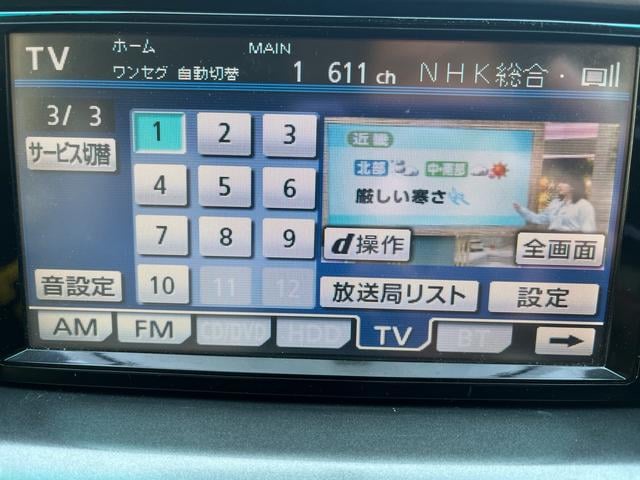 TV ホーム MAIN
ワンセグ 自動切替 1 611 ch NHK総合・
3/ 3
サービス切替
1 2 3
4 5 6
7 8 9
10 11 12
近畿
北部 中・南部
厳しい寒さ
d操作
全画面
音設定
放送局リスト
設定
AM FM CD/DVD HDD TV BT